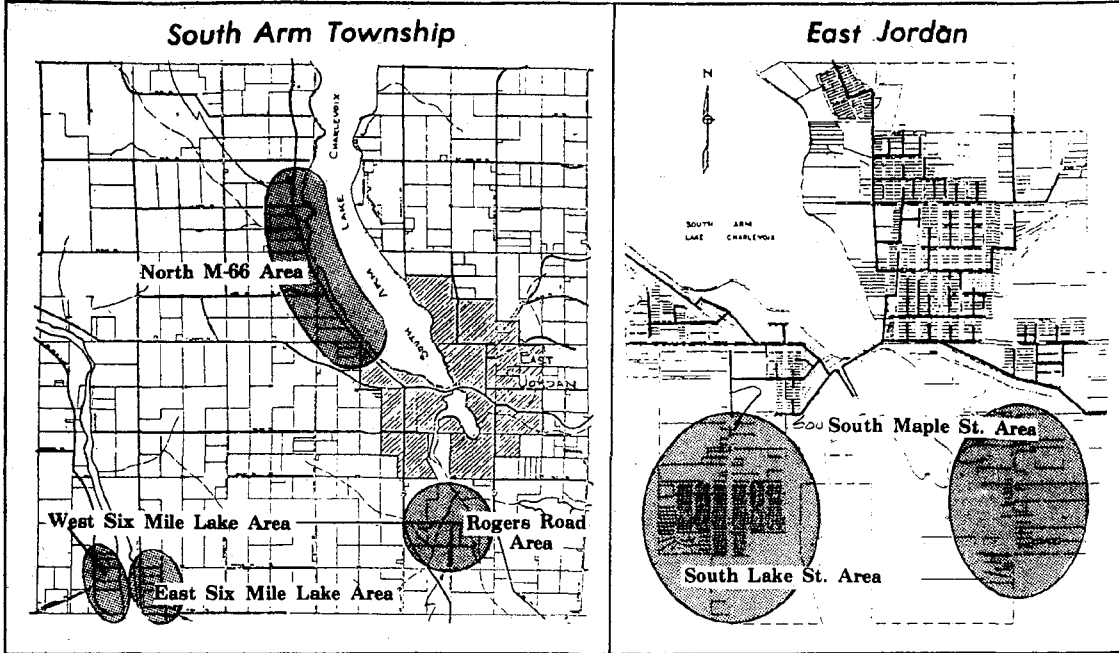 South Arm Township
CHARLEVOIX
LAKE
ARM
SOUTH
EAST
JORDAN
North M-66 Area
West Six Mile Lake Area
East Six Mile Lake Area
Rogers Road
Area
East Jordan
N
SOUTH ARM
LAKE CHARLEVOIX
SOU
South Maple St. Area
South Lake St. Area